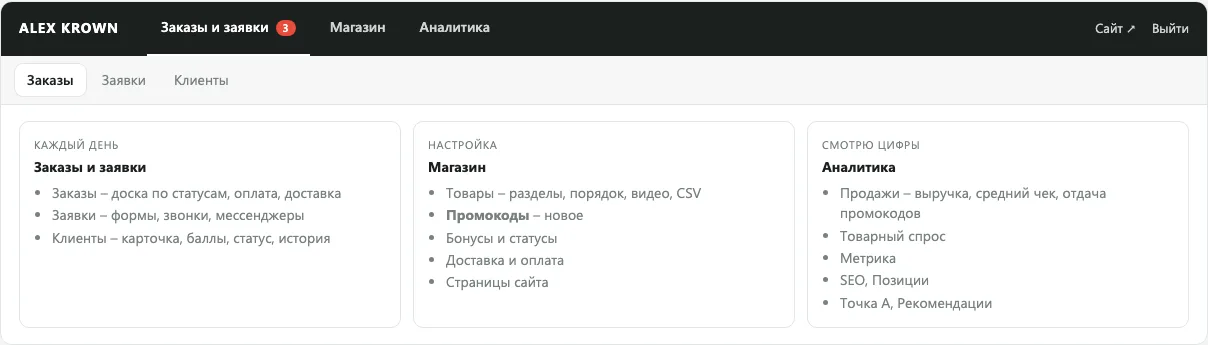 ALEX KROWN Заказы и заявки 3 Магазин Аналитика Сайт ↗ Выйти
Заказы Заявки Клиенты
КАЖДЫЙ ДЕНЬ
Заказы и заявки
• Заказы – доска по статусам, оплата, доставка
• Заявки – формы, звонки, мессенджеры
• Клиенты – карточка, баллы, статус, история
НАСТРОЙКА
Магазин
• Товары – разделы, порядок, видео, CSV
• Промокоды – новое
• Бонусы и статусы
• Доставка и оплата
• Страницы сайта
СМОТРЮ ЦИФРЫ
Аналитика
• Продажи – выручка, средний чек, отдача
промокодов
• Товарный спрос
• Метрика
• SEO, Позиции
• Точка А, Рекомендации